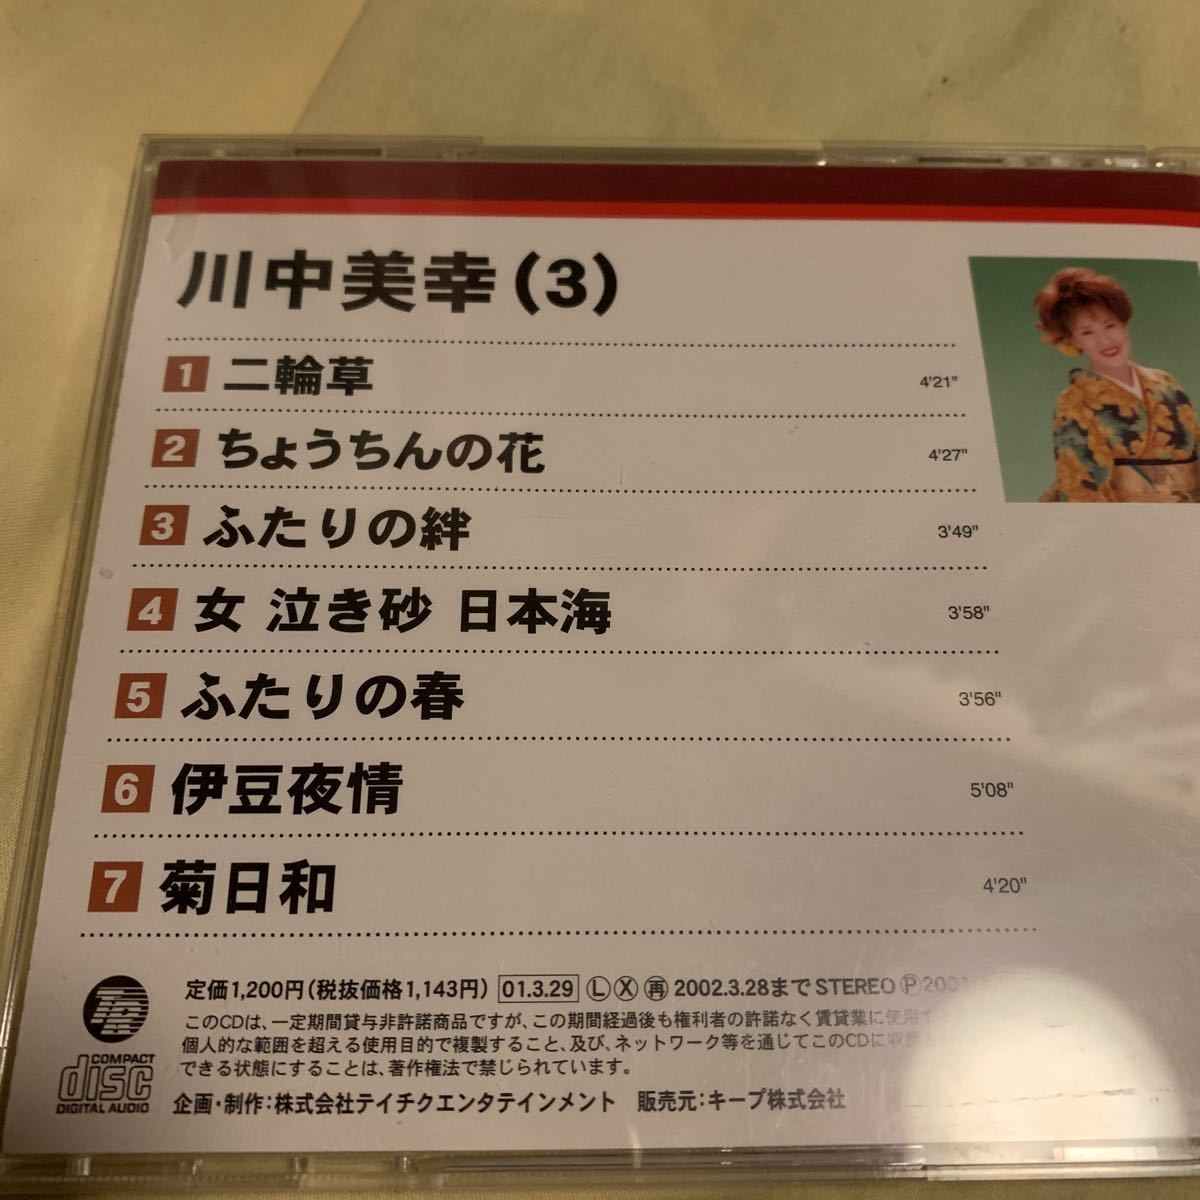 川中美幸(3)
1 二輪草 4'21"
2 ちょうちんの花 4'27"
3 ふたりの絆 3'49"
4 女 泣き砂 日本海 3'58"
5 ふたりの春 3'56"
6 伊豆夜情 5'08"
7 菊日和 4'20"
定価1,200円(税抜価格1,143円) 01.3.29 Ⓛ Ⓧ 再 2002.3.28まで STEREO Ⓟ2001
このCDは、一定期間貸与非許諾商品ですが、この期間経過後も権利者の許諾なく賃貸業に使用す
個人的な範囲を超える使用目的で複製すること、及び、ネットワーク等を通じてこのCDに収
できる状態にすることは、著作権法で禁じられています。
COMPACT
disc
DIGITAL AUDIO
企画・制作:株式会社テイチクエンタテインメント 販売元:キープ株式会社